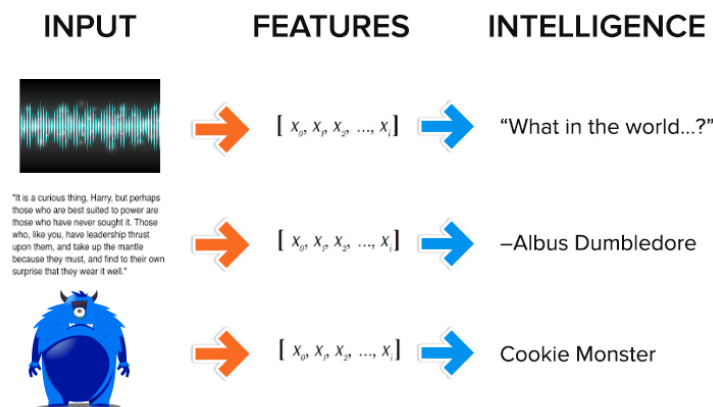 INPUT FEATURES INTELLIGENCE
[ x₀, x₁, x₂, ..., xᵢ] “What in the world...?”
"It is a curious thing, Harry, but perhaps
those who are best suited to power are
those who have never sought it. Those
who, like you, have leadership thrust
upon them, and take up the mantle
because they must, and find to their own
surprise that they wear it well."
[ x₀, x₁, x₂, ..., xᵢ] –Albus Dumbledore
[ x₀, x₁, x₂, ..., xᵢ] Cookie Monster